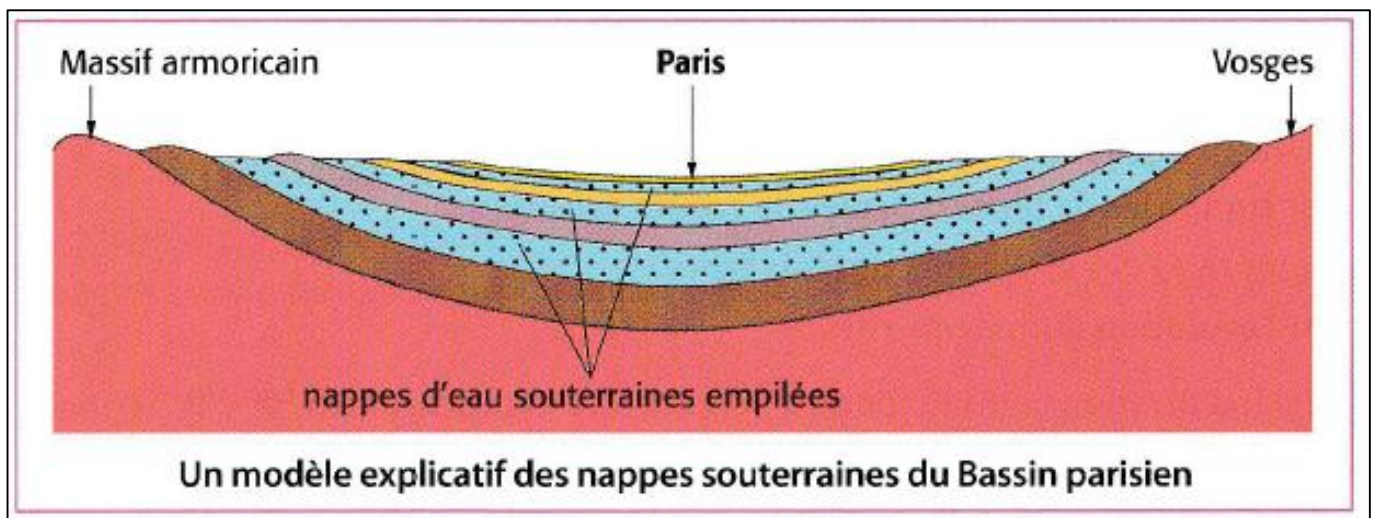 Massif armoricain
Paris
Vosges
nappes d'eau souterraines empilées
Un modèle explicatif des nappes souterraines du Bassin parisien